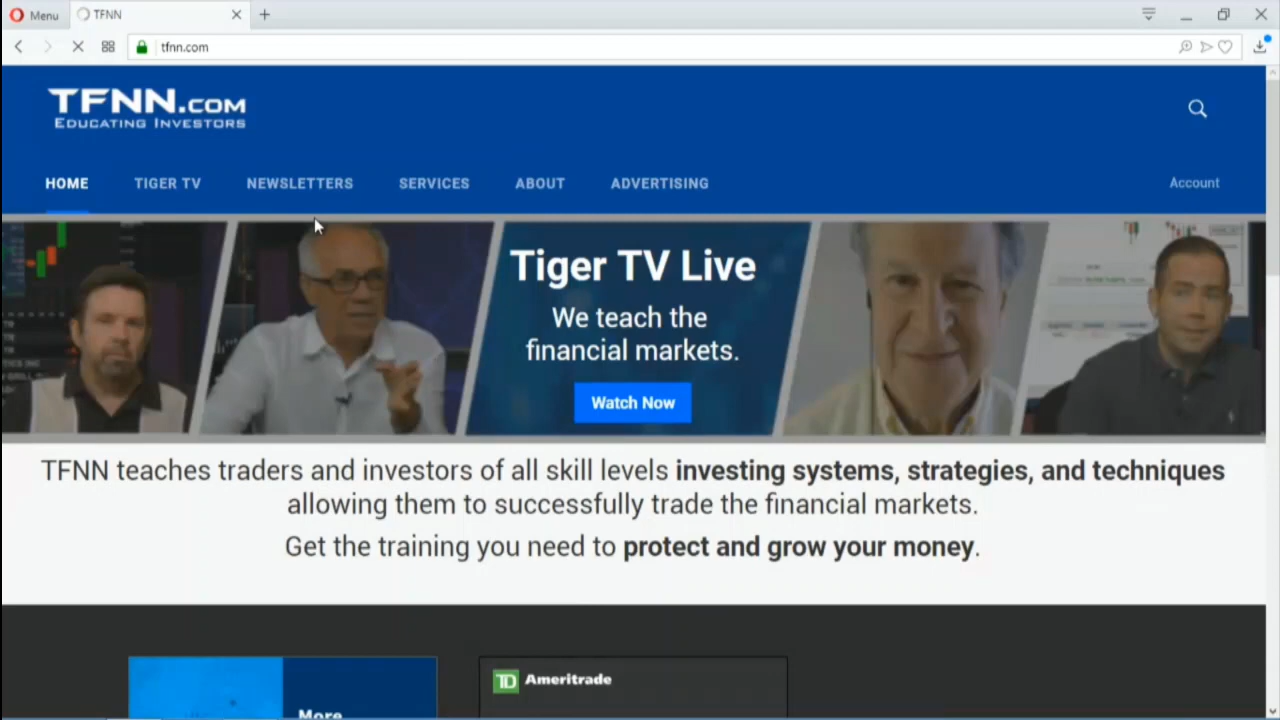 Menu
TFNN
tfnn.com
TFNN.COM
EDUCATING INVESTORS
HOME
TIGER TV
NEWSLETTERS
SERVICES
ABOUT
ADVERTISING
Account
Tiger TV Live
We teach the
financial markets.
Watch Now
TFNN teaches traders and investors of all skill levels investing systems, strategies, and techniques
allowing them to successfully trade the financial markets.
Get the training you need to protect and grow your money.
TD Ameritrade
More